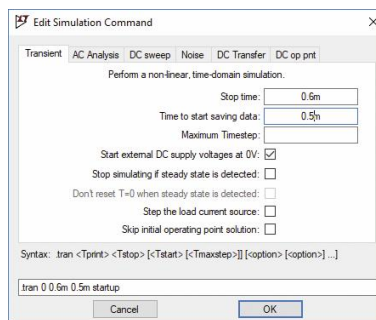 Edit Simulation Command
Transient AC Analysis DC sweep Noise DC Transfer DC op pnt
Perform a non-linear, time-domain simulation.
Stop time: 0.6m
Time to start saving data: 0.5m
Maximum Timestep:
Start external DC supply voltages at 0V:
Stop simulating if steady state is detected:
Don't reset T=0 when steady state is detected:
Step the load current source:
Skip initial operating point solution:
Syntax: .tran <Tprint> <Tstop> [<Tstart> [<Tmaxstep>]] [<option> [<option>] ...]
.tran 0 0.6m 0.5m startup
Cancel OK